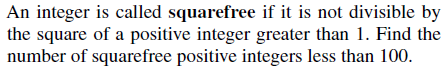 An integer is called squarefree if it is not divisible by
the square of a positive integer greater than 1. Find the
number of squarefree positive integers less than 100.